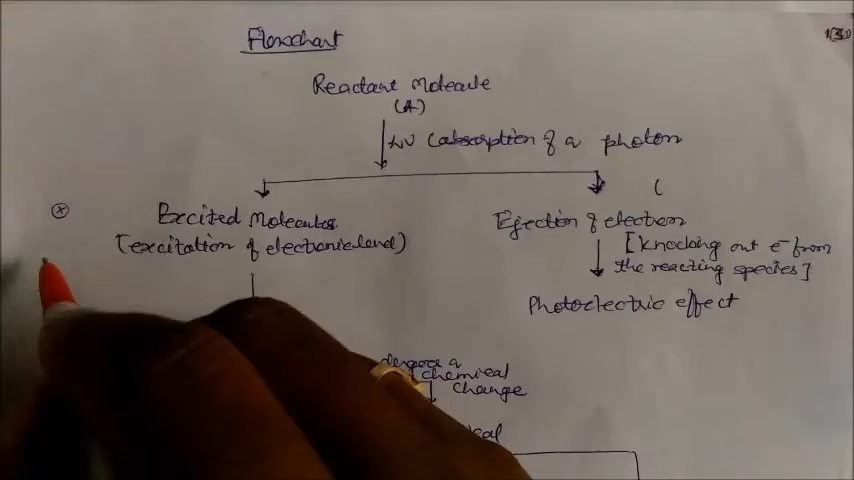 Flowchart
(3)
Reactant Molecule
(A)
hν (absorption of a photon
(
Excited Molecules
[excitation of electronic level)
Ejection of electron
[Knocking out e- from
the reacting species]
Photoelectric effect
chemical
change